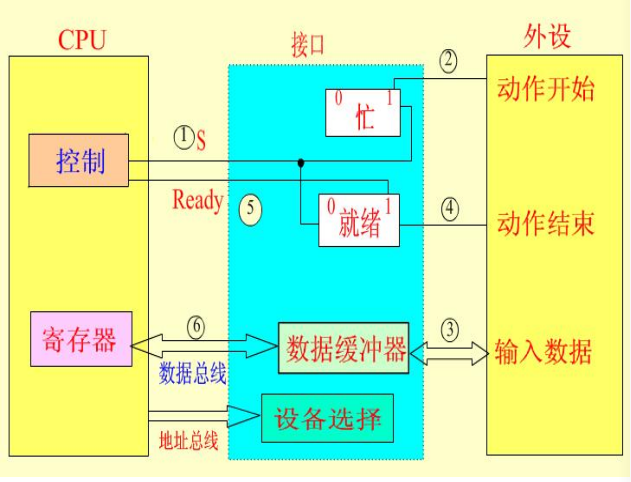 CPU
接口
外设
②
0 1
忙
动作开始
① S
控制
Ready
⑤
0 就绪 1
④
动作结束
寄存器
⑥
数据总线
数据缓冲器
③
输入数据
设备选择
地址总线